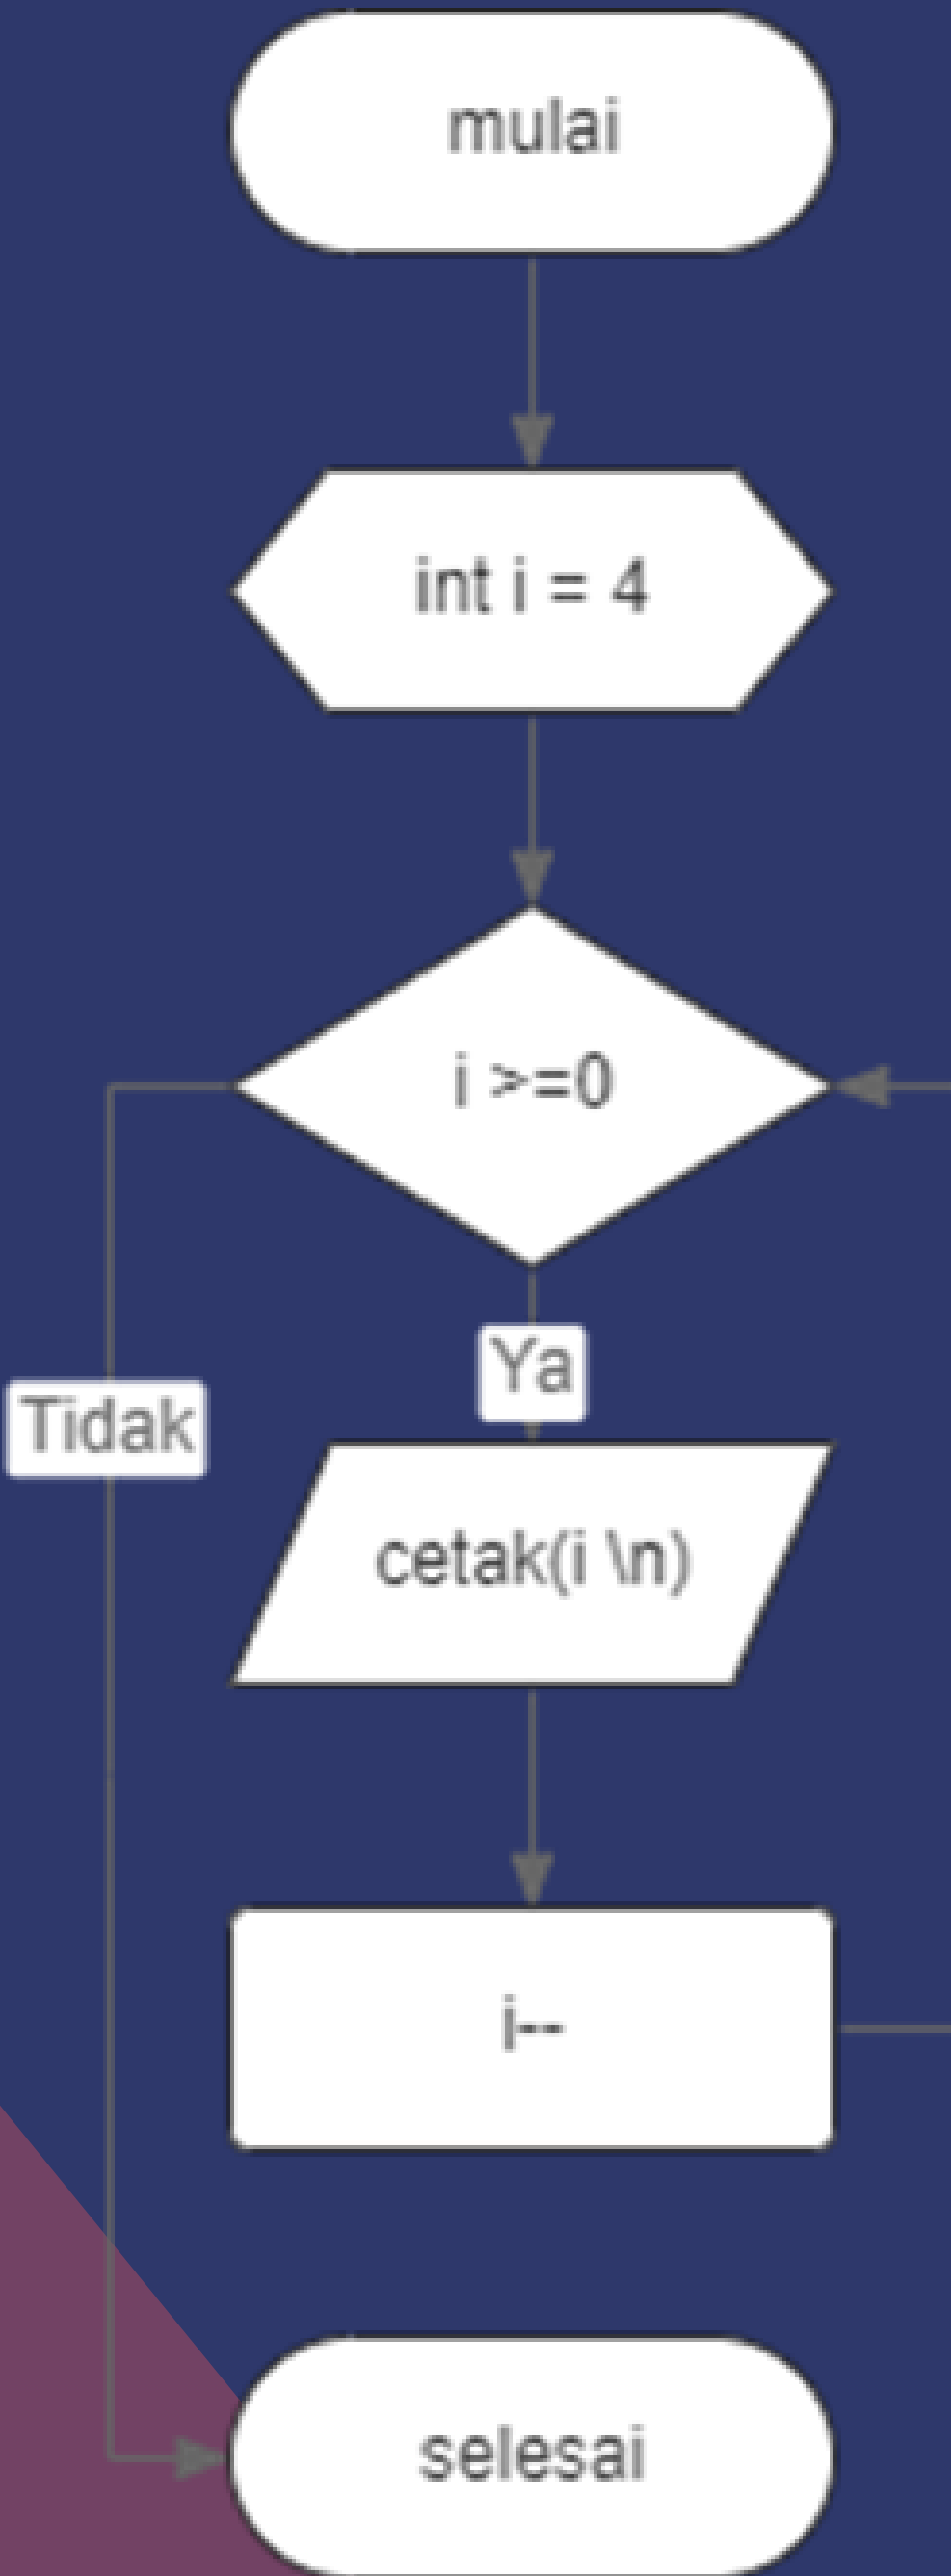 mulai
int i = 4
i >=0
Ya
Tidak
cetak(i \n)
i--
selesai